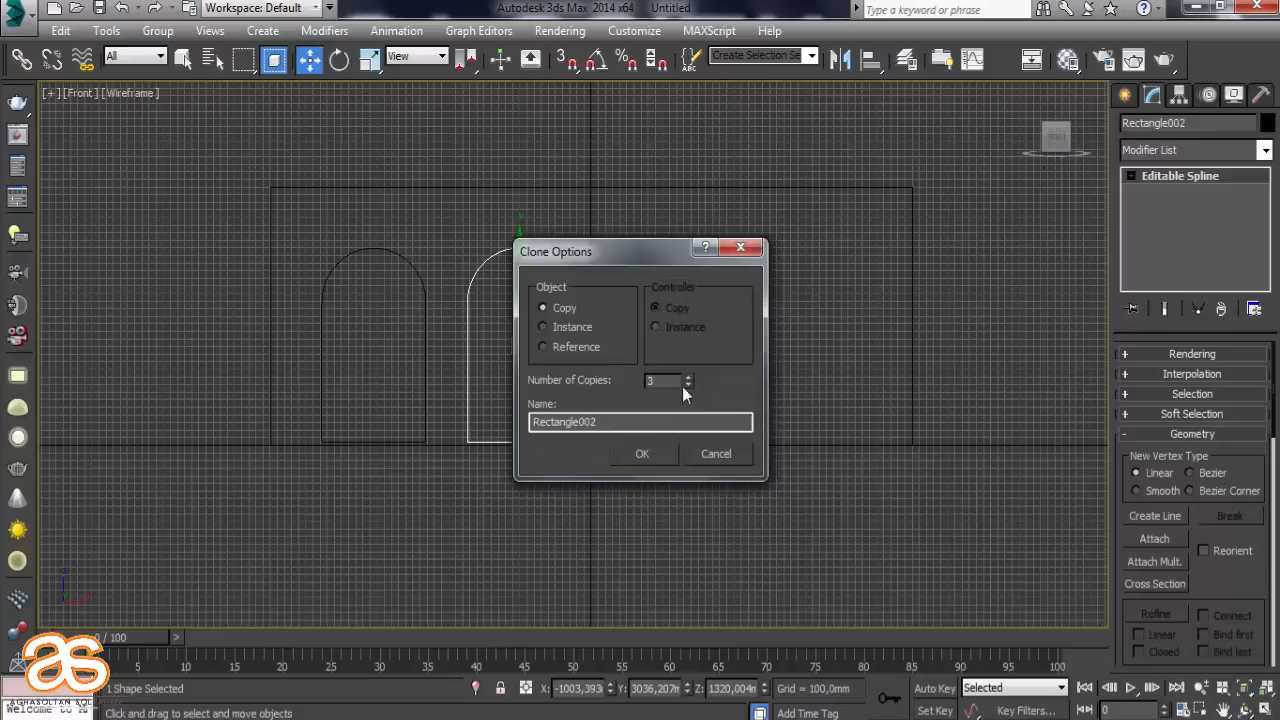 Workspace: Default
Autodesk 3ds Max 2014 x64 Untitled
Type a keyword or phrase
Edit Tools Group Views Create Modifiers Animation Graph Editors Rendering Customize MAXScript Help
All
View
Create Selection Se
[+] [Front] [Wireframe]
Rectangle002
Modifier List
Editable Spline
Clone Options
Object
Controller
Copy
Copy
Instance
Instance
Reference
Number of Copies: 3
Name:
Rectangle002
OK Cancel
Rendering
Interpolation
Selection
Soft Selection
Geometry
New Vertex Type
Linear Bezier
Smooth Bezier Corner
Create Line Break
Attach
Reorient
Attach Mult.
Cross Section
Refine Connect
Linear Bind first
Closed Bind last
0 / 100
5 10 15 20 25 30 35 40 45 50 55 60 65 70 75 80 85 90 95 100
as
1 Shape Selected
X: -1003,393 Y: 3036,207m Z: 1320,004m
Grid = 100,0mm
Auto Key Selected
AGHASOLTAN SOL
Welcome to M
Click and drag to select and move objects
Add Time Tag
Set Key Key Filters...
0